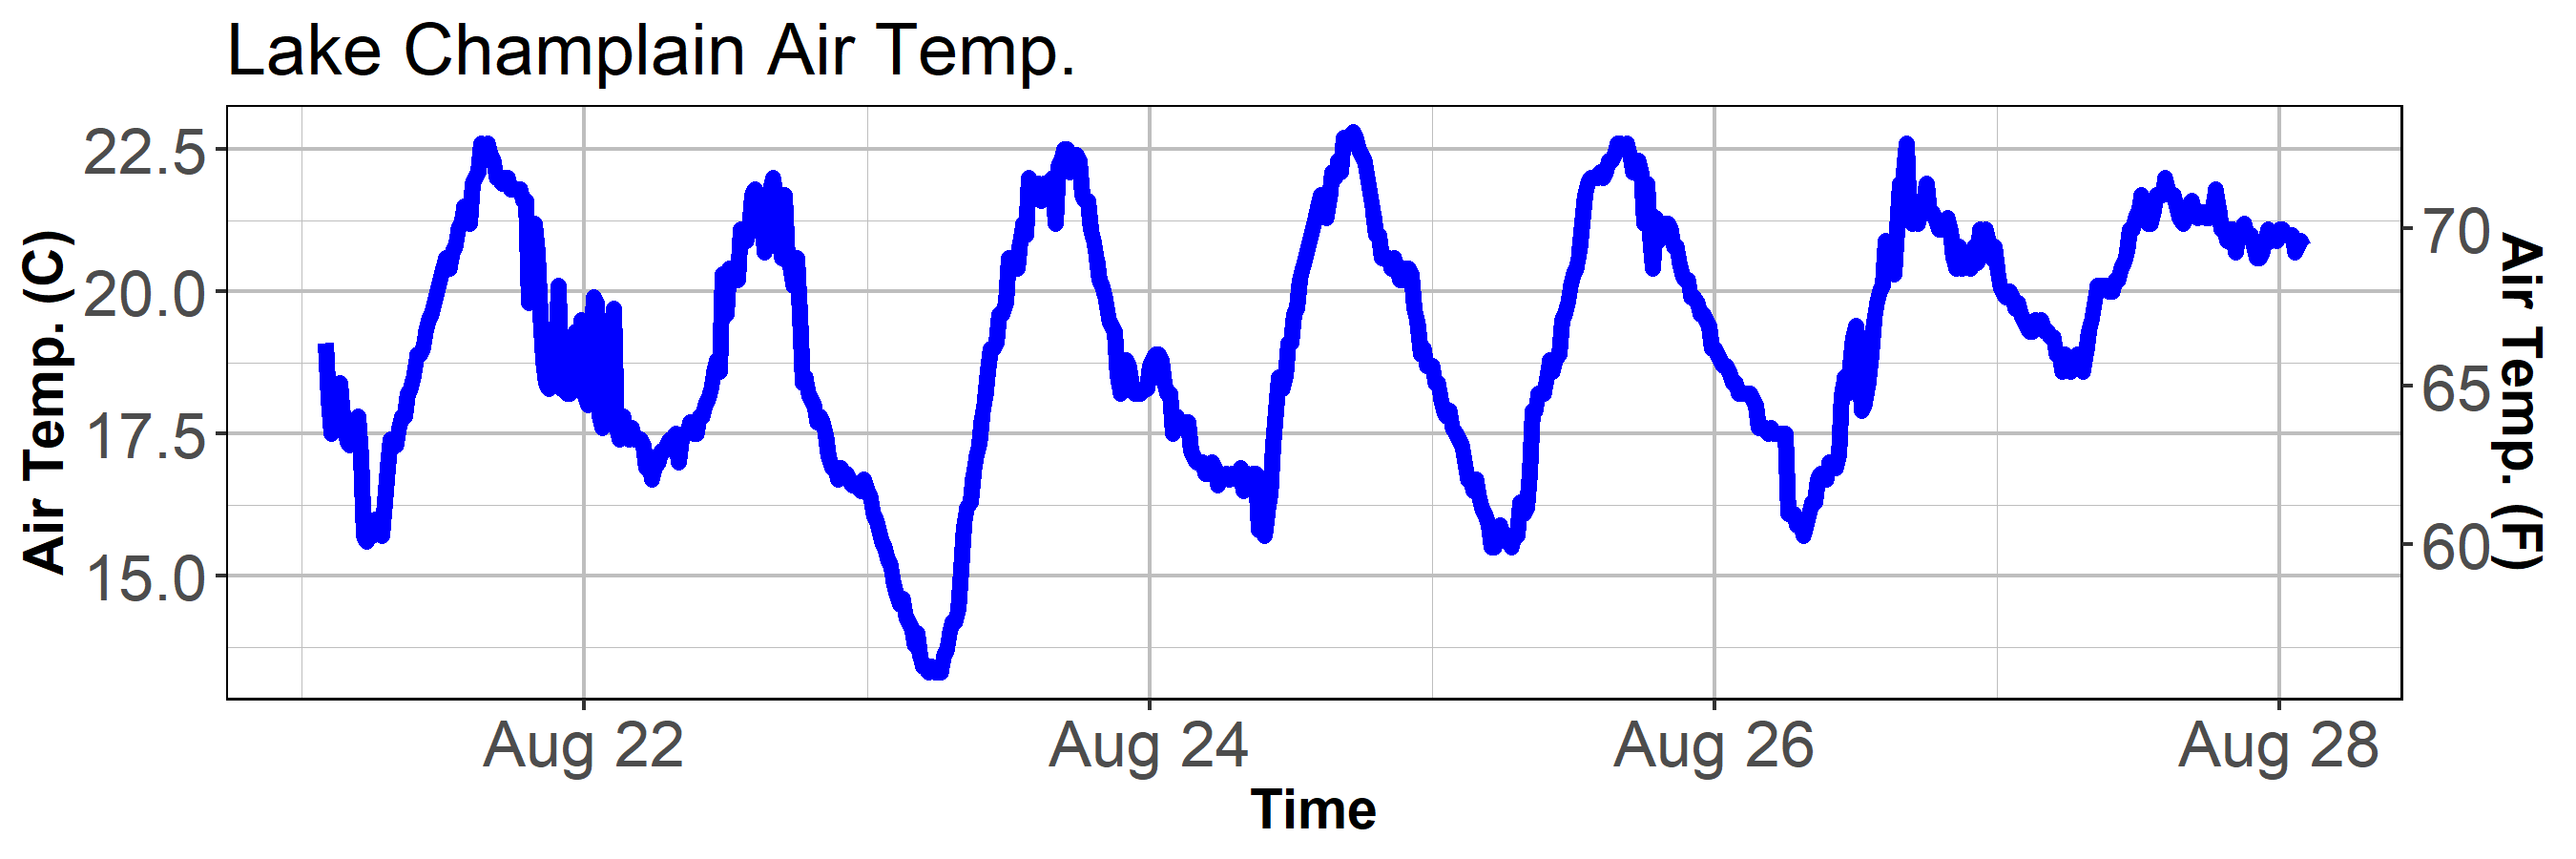 Lake Champlain Air Temp.
Air Temp. (C)
22.5
20.0
17.5
15.0
70
65
60
Air Temp. (F)
Aug 22
Aug 24
Aug 26
Aug 28
Time